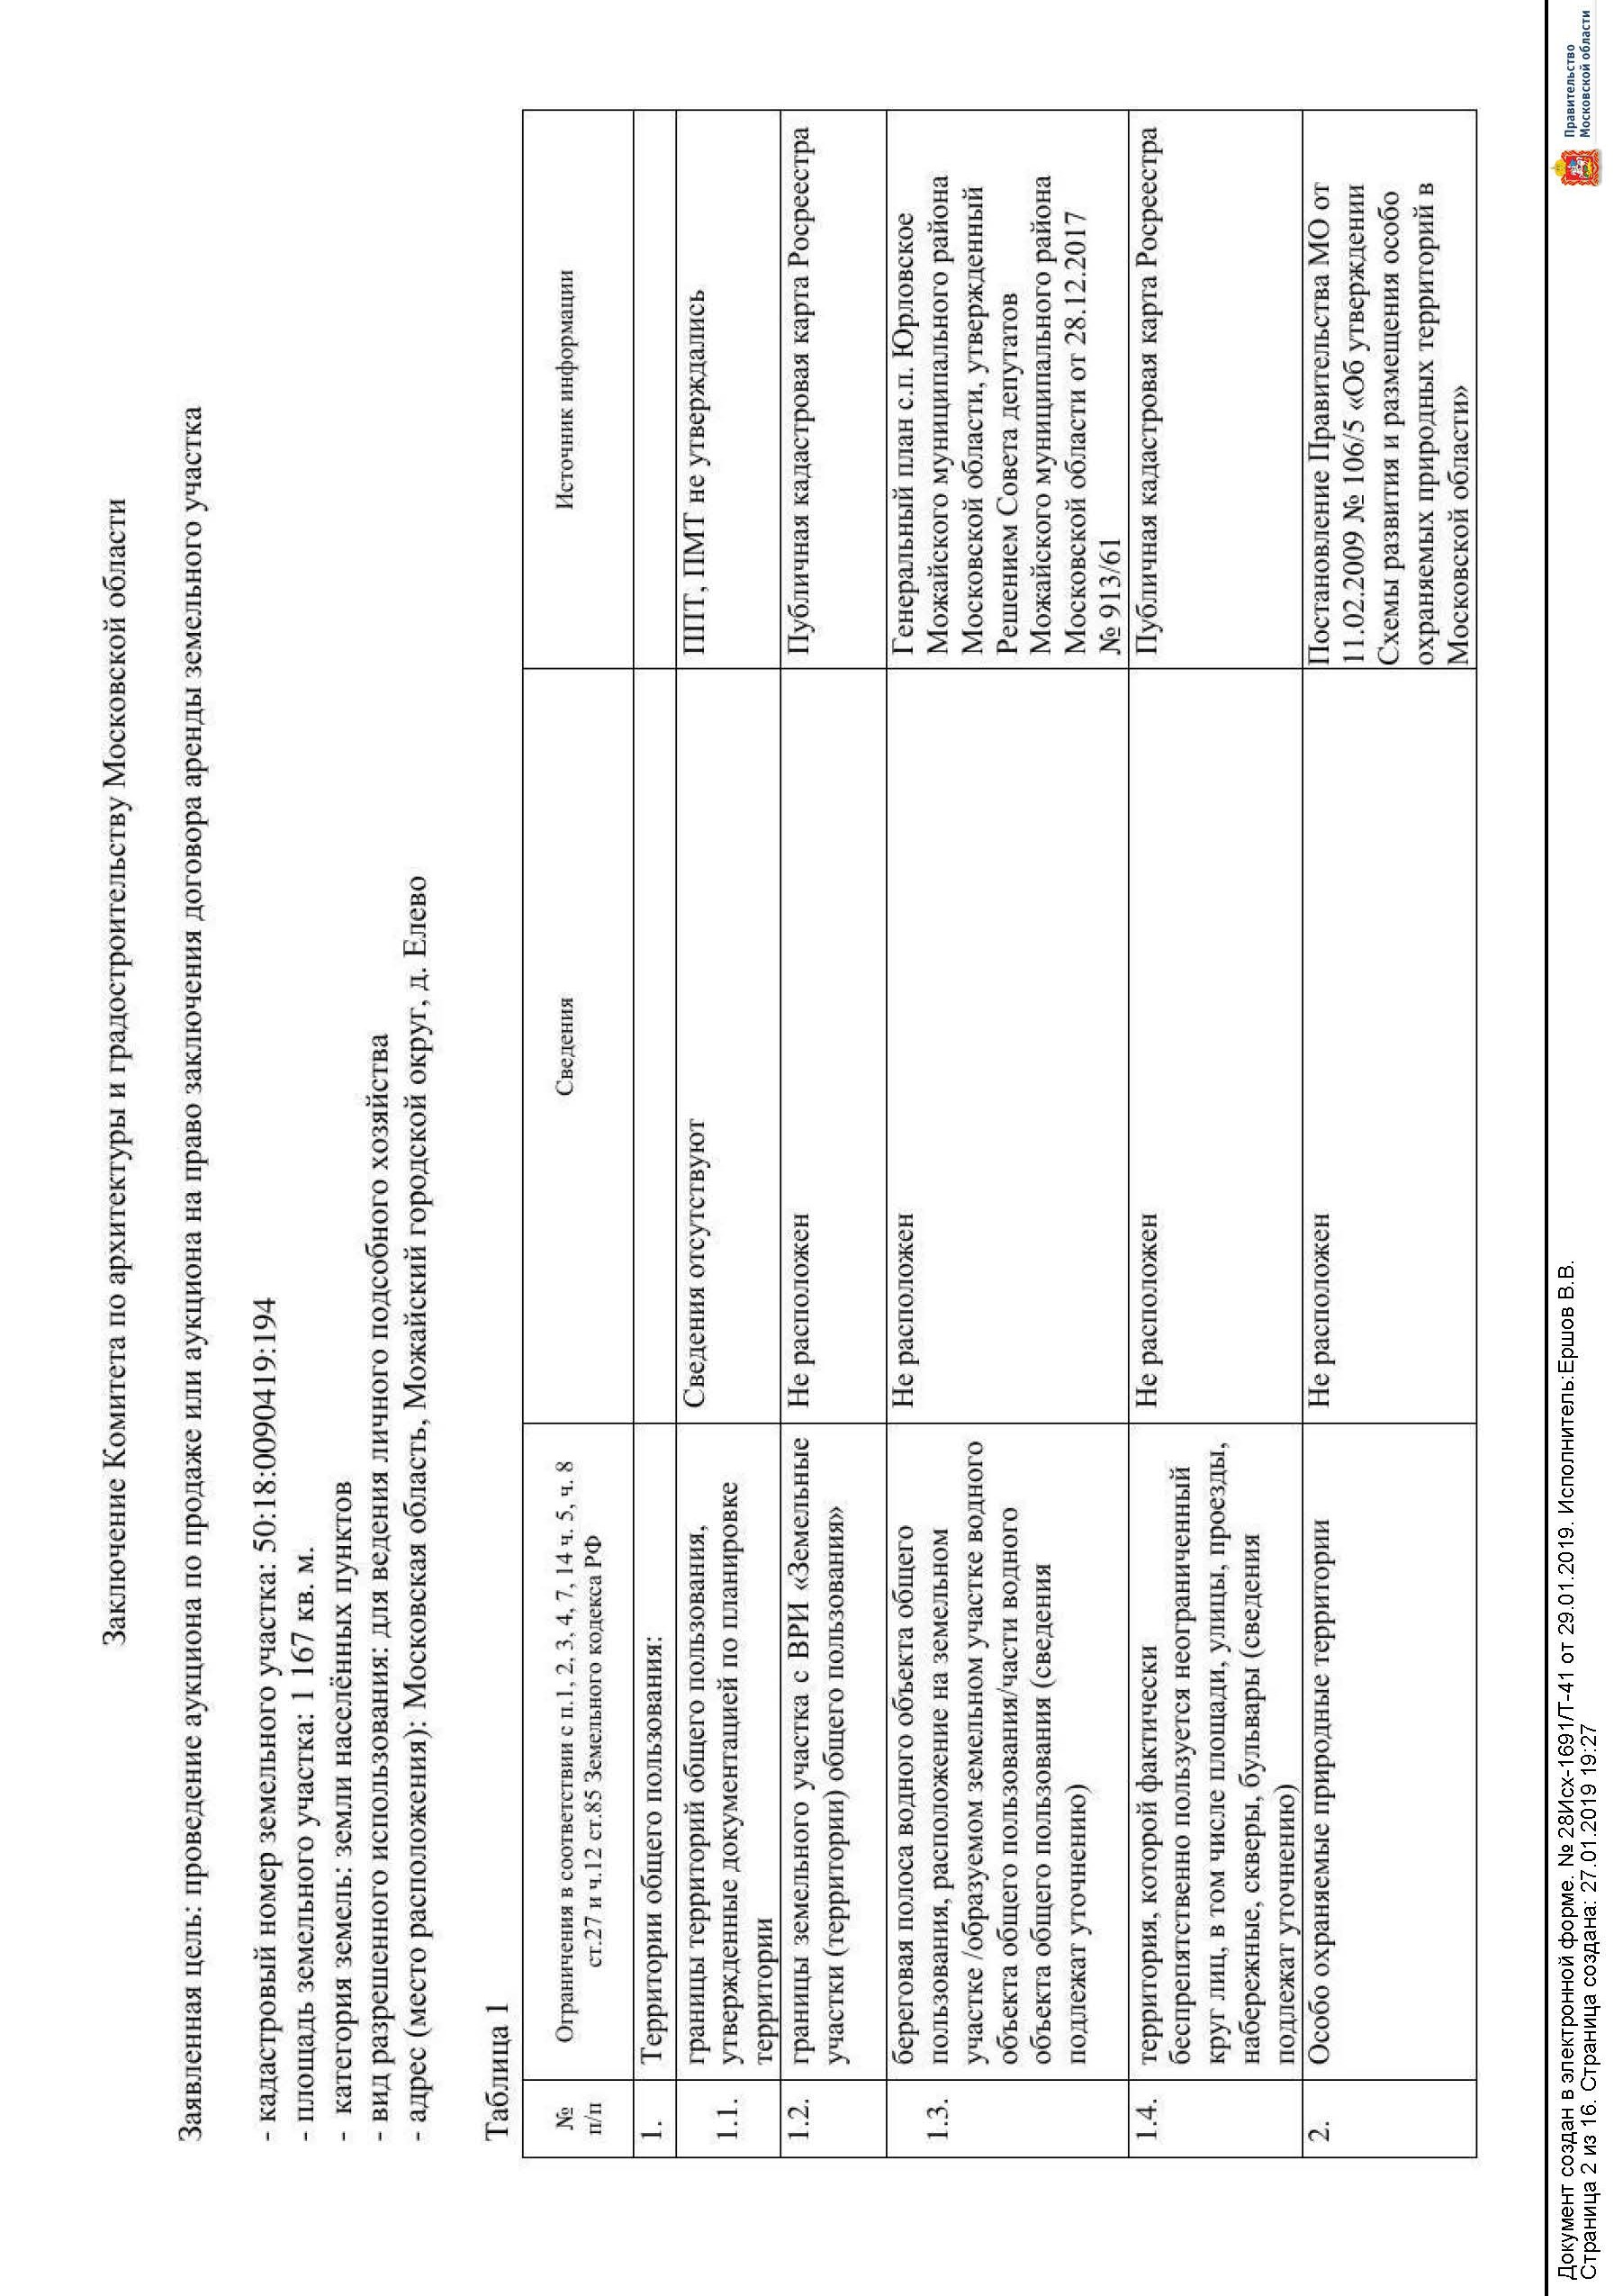 Заключение Комитета по архитектуры и градостроительству Московской области
Заявленная цель: проведение аукциона по продаже или аукциона на право заключения договора аренды земельного участка
- кадастровый номер земельного участка: 50:18:0090419:194
- площадь земельного участка: 1 167 кв. м.
- категория земель: земли населённых пунктов
- вид разрешенного использования: для ведения личного подсобного хозяйства
- адрес (место расположения): Московская область, Можайский городской округ, д. Елево
Таблица 1
№
п/п
Ограничения в соответствии с п.1, 2, 3, 4, 7, 14 ч. 5, ч. 8
ст.27 и ч.12 ст.85 Земельного кодекса РФ
Сведения
Источник информации
1.
Территории общего пользования:
1.1.
границы территорий общего пользования,
утвержденные документацией по планировке
территории
Сведения отсутствуют
ППТ, ПМТ не утверждались
1.2.
границы земельного участка с ВРИ «Земельные
участки (территории) общего пользования»
Не расположен
Публичная кадастровая карта Росреестра
1.3.
береговая полоса водного объекта общего
пользования, расположение на земельном
участке /образуемом земельном участке водного
объекта общего пользования/части водного
объекта общего пользования (сведения
подлежат уточнению)
Не расположен
Генеральный план с.п. Юрловское
Можайского муниципального района
Московской области, утвержденный
Решением Совета депутатов
Можайского муниципального района
Московской области от 28.12.2017
№ 913/61
1.4.
территория, которой фактически
беспрепятственно пользуется неограниченный
круг лиц, в том числе площади, улицы, проезды,
набережные, скверы, бульвары (сведения
подлежат уточнению)
Не расположен
Публичная кадастровая карта Росреестра
2.
Особо охраняемые природные территории
Не расположен
Постановление Правительства МО от
11.02.2009 № 106/5 «Об утверждении
Схемы развития и размещения особо
охраняемых природных территорий в
Московской области»
Документ создан в электронной форме. № 28Исх-1691/Т-41 от 29.01.2019. Исполнитель:Ершов В.В.
Страница 2 из 16. Страница создана: 27.01.2019 19:27
Правительство
Московской области